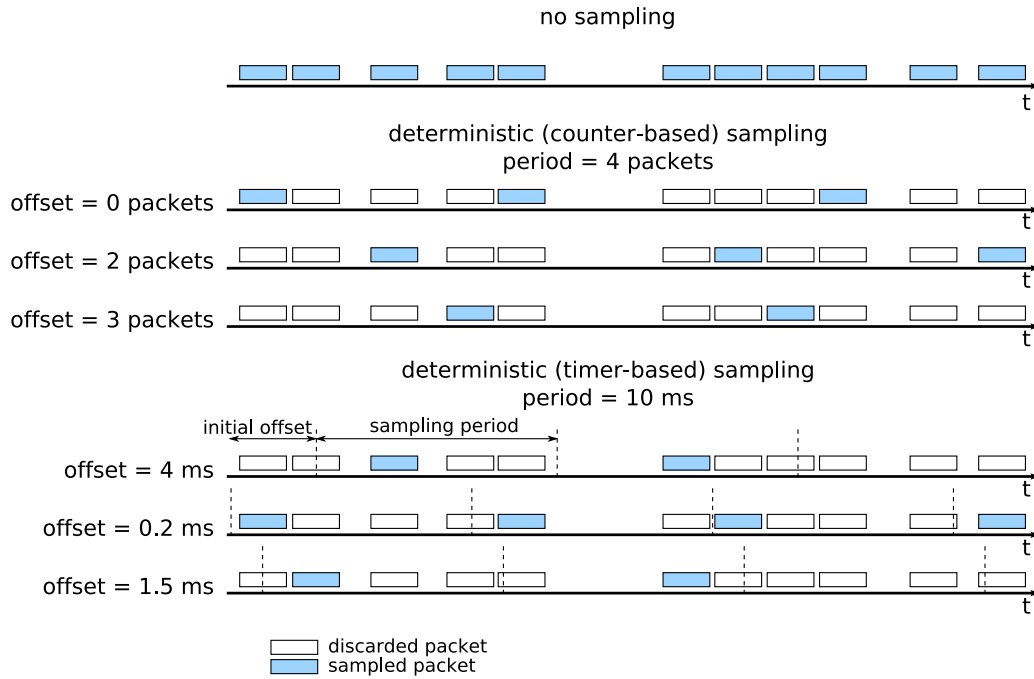 no sampling
t
deterministic (counter-based) sampling
period = 4 packets
offset = 0 packets
t
offset = 2 packets
t
offset = 3 packets
t
deterministic (timer-based) sampling
period = 10 ms
initial offset
sampling period
offset = 4 ms
t
offset = 0.2 ms
t
offset = 1.5 ms
t
discarded packet
sampled packet